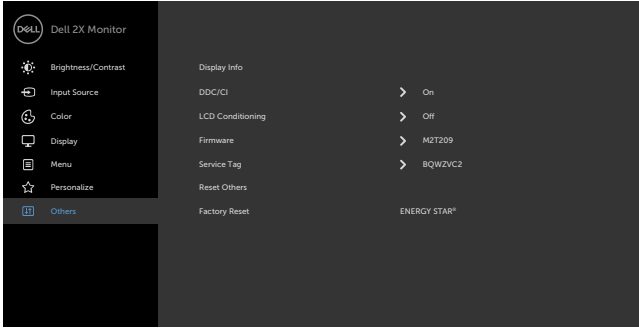 DELL Dell 2X Monitor
Brightness/Contrast
Input Source
Color
Display
Menu
Personalize
Others
Display Info
DDC/CI On
LCD Conditioning Off
Firmware M2T209
Service Tag BQWZVC2
Reset Others
Factory Reset ENERGY STAR®